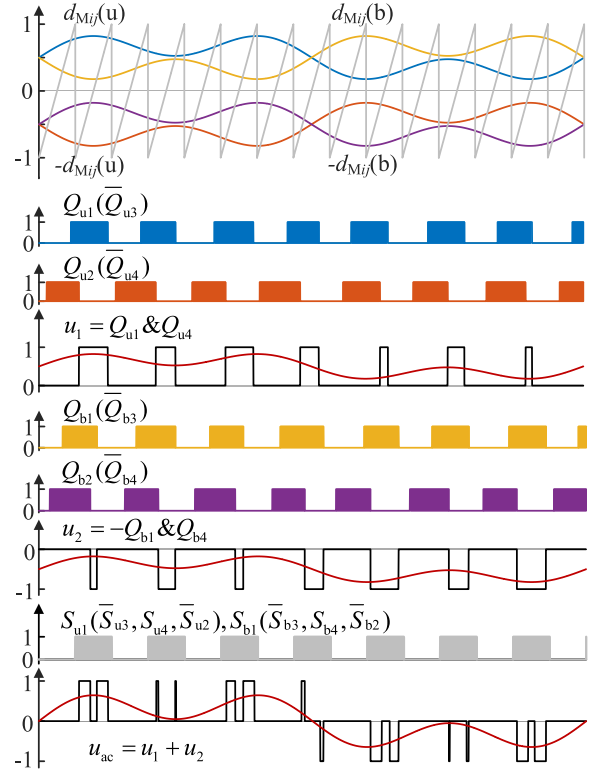 1 d_Mij(u) d_Mij(b)
0
-1 -d_Mij(u) -d_Mij(b)
Q_u1(Q̅_u3)
1
0
Q_u2(Q̅_u4)
1
0
u_1 = Q_u1&Q_u4
1
0
Q_b1(Q̅_b3)
1
0
Q_b2(Q̅_b4)
1
0
u_2 = −Q_b1&Q_b4
0
-1
S_u1(S̅_u3, S_u4, S̅_u2), S_b1(S̅_b3, S_b4, S̅_b2)
1
0
1
0
-1
u_ac = u_1 + u_2